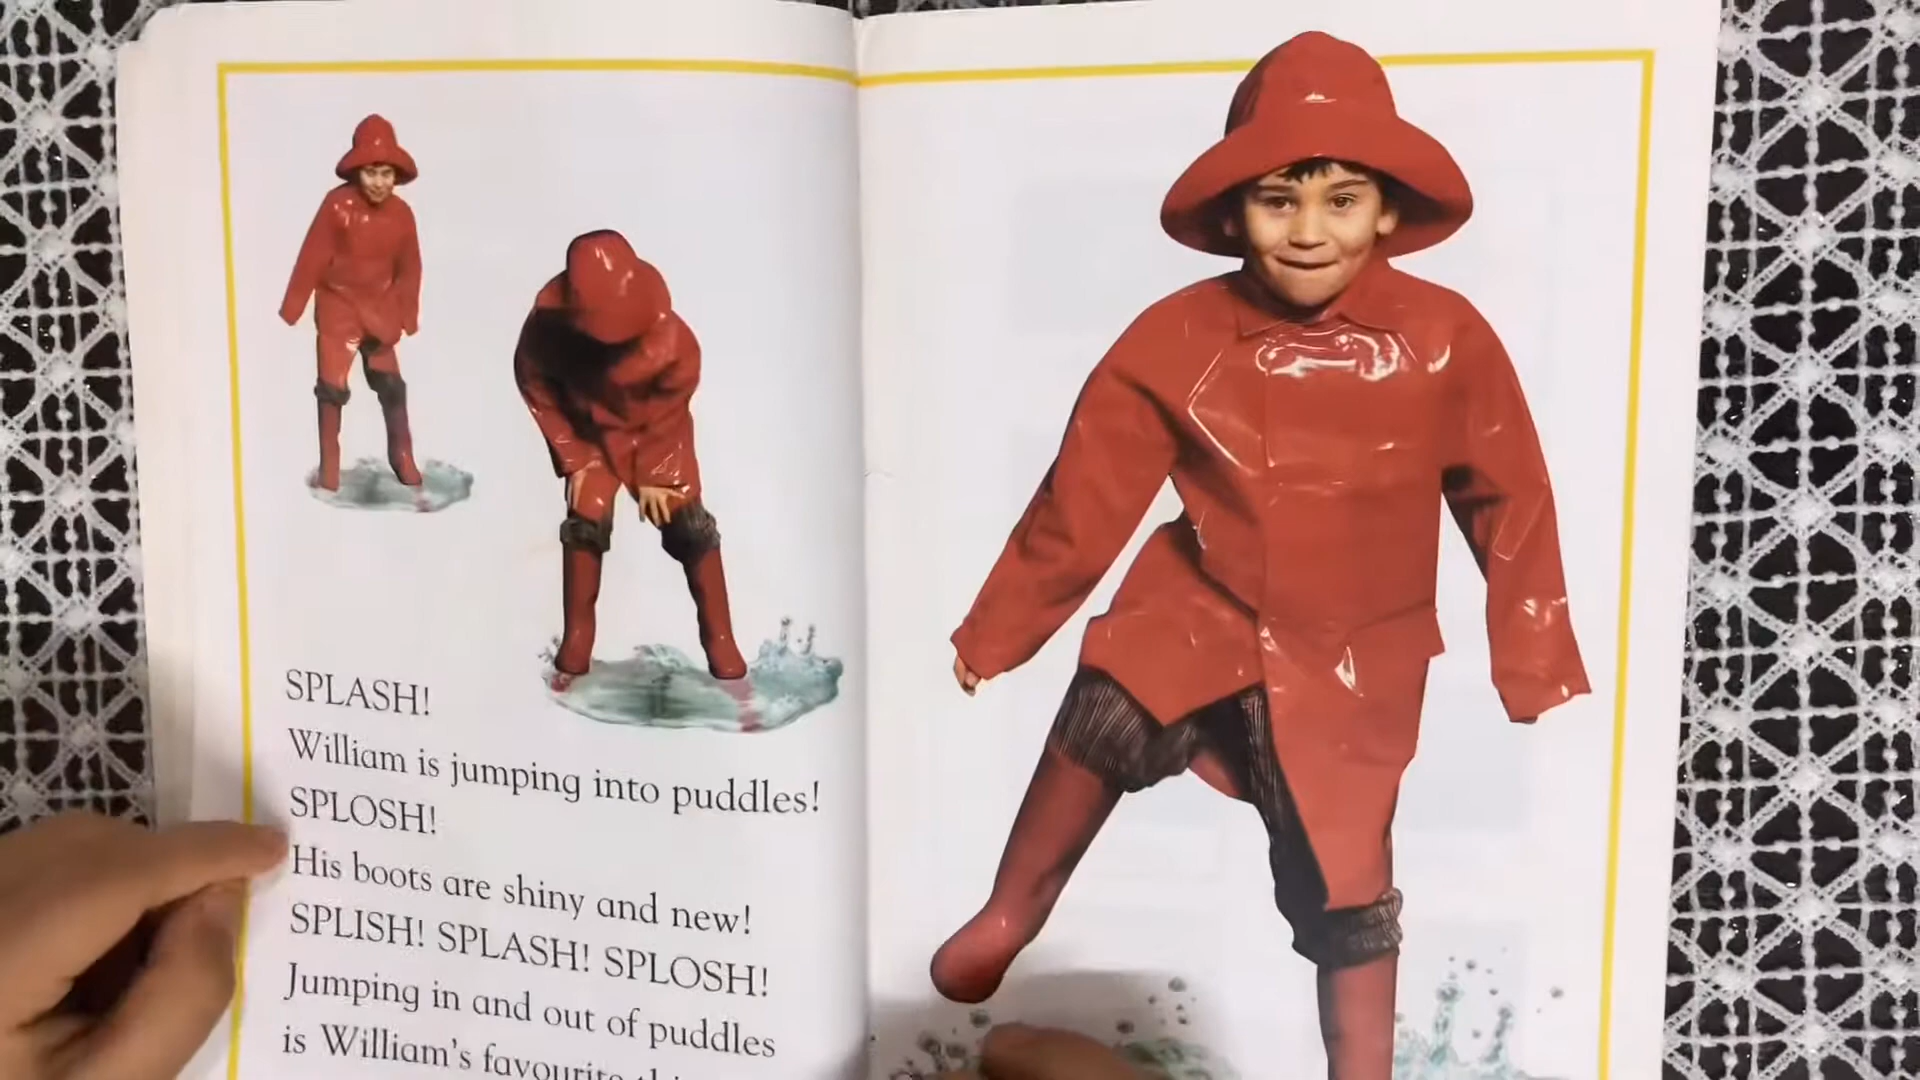 SPLASH!
William is jumping into puddles!
SPLOSH!
His boots are shiny and new!
SPLISH! SPLASH! SPLOSH!
Jumping in and out of puddles
is William's favourite